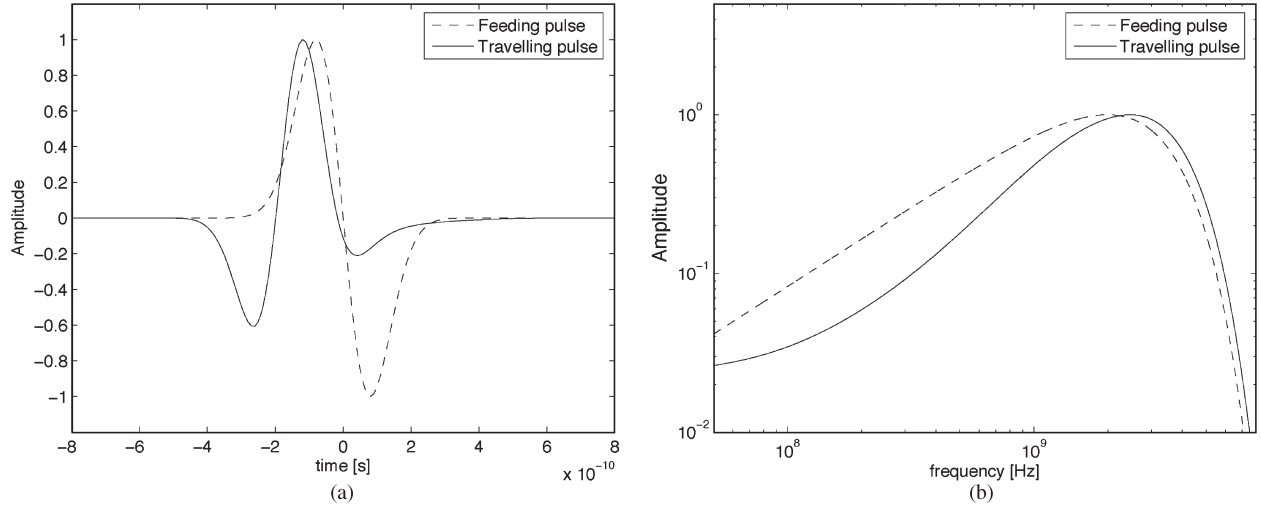 Feeding pulse
Travelling pulse
1
0.8
0.6
0.4
0.2
0
-0.2
-0.4
-0.6
-0.8
-1
Amplitude
-8
-6
-4
-2
0
2
4
6
8
time [s]
x 10^-10
(a)
Feeding pulse
Travelling pulse
10^0
10^-1
10^-2
Amplitude
10^8
10^9
frequency [Hz]
(b)